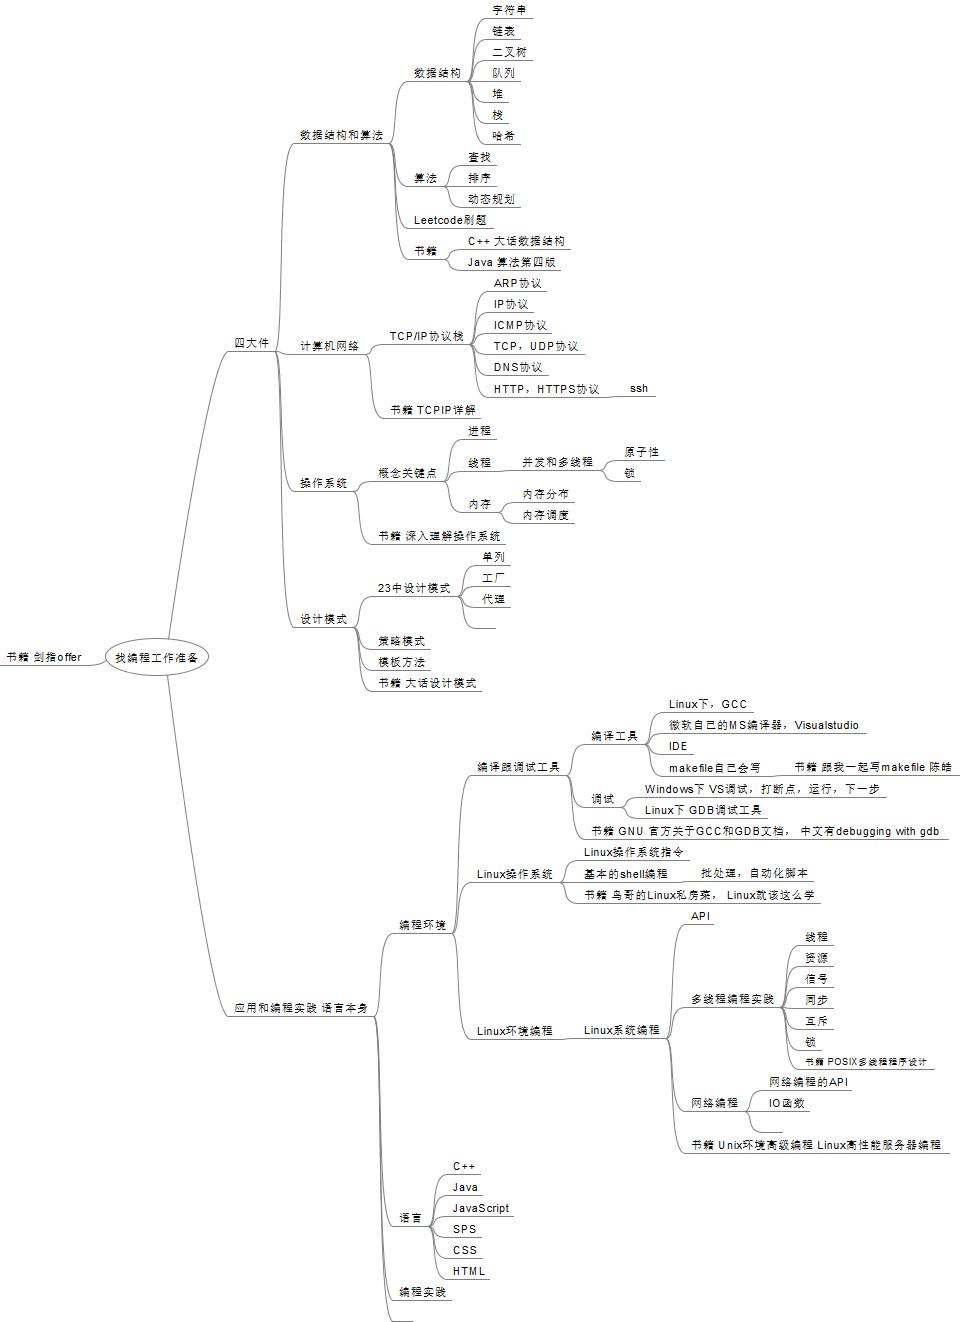 字符串
链表
二叉树
数据结构
队列
堆
栈
数据结构和算法
哈希
查找
算法
排序
动态规划
Leetcode刷题
书籍
C++ 大话数据结构
Java 算法第四版
ARP协议
IP协议
ICMP协议
四大件
计算机网络
TCP/IP协议栈
TCP，UDP协议
DNS协议
HTTP，HTTPS协议
ssh
书籍 TCPIP详解
进程
原子性
线程
并发和多线程
操作系统
概念关键点
锁
内存
内存分布
内存调度
书籍 深入理解操作系统
单列
工厂
23中设计模式
代理
设计模式
策略模式
模板方法
书籍 大话设计模式
书籍 剑指offer
找编程工作准备
Linux下，GCC
微软自己的MS编译器，Visualstudio
编译工具
IDE
编译跟调试工具
makefile自己会写
书籍 跟我一起写makefile 陈皓
调试
Windows下 VS调试，打断点，运行，下一步
Linux下 GDB调试工具
书籍 GNU 官方关于GCC和GDB文档， 中文有debugging with gdb
Linux操作系统指令
Linux操作系统
基本的shell编程
批处理，自动化脚本
书籍 鸟哥的Linux私房菜， Linux就该这么学
API
编程环境
线程
资源
信号
多线程编程实践
同步
应用和编程实践 语言本身
互斥
Linux环境编程
Linux系统编程
锁
书籍 POSIX多线程程序设计
网络编程的API
网络编程
IO函数
书籍 Unix环境高级编程 Linux高性能服务器编程
C++
Java
JavaScript
语言
SPS
CSS
HTML
编程实践